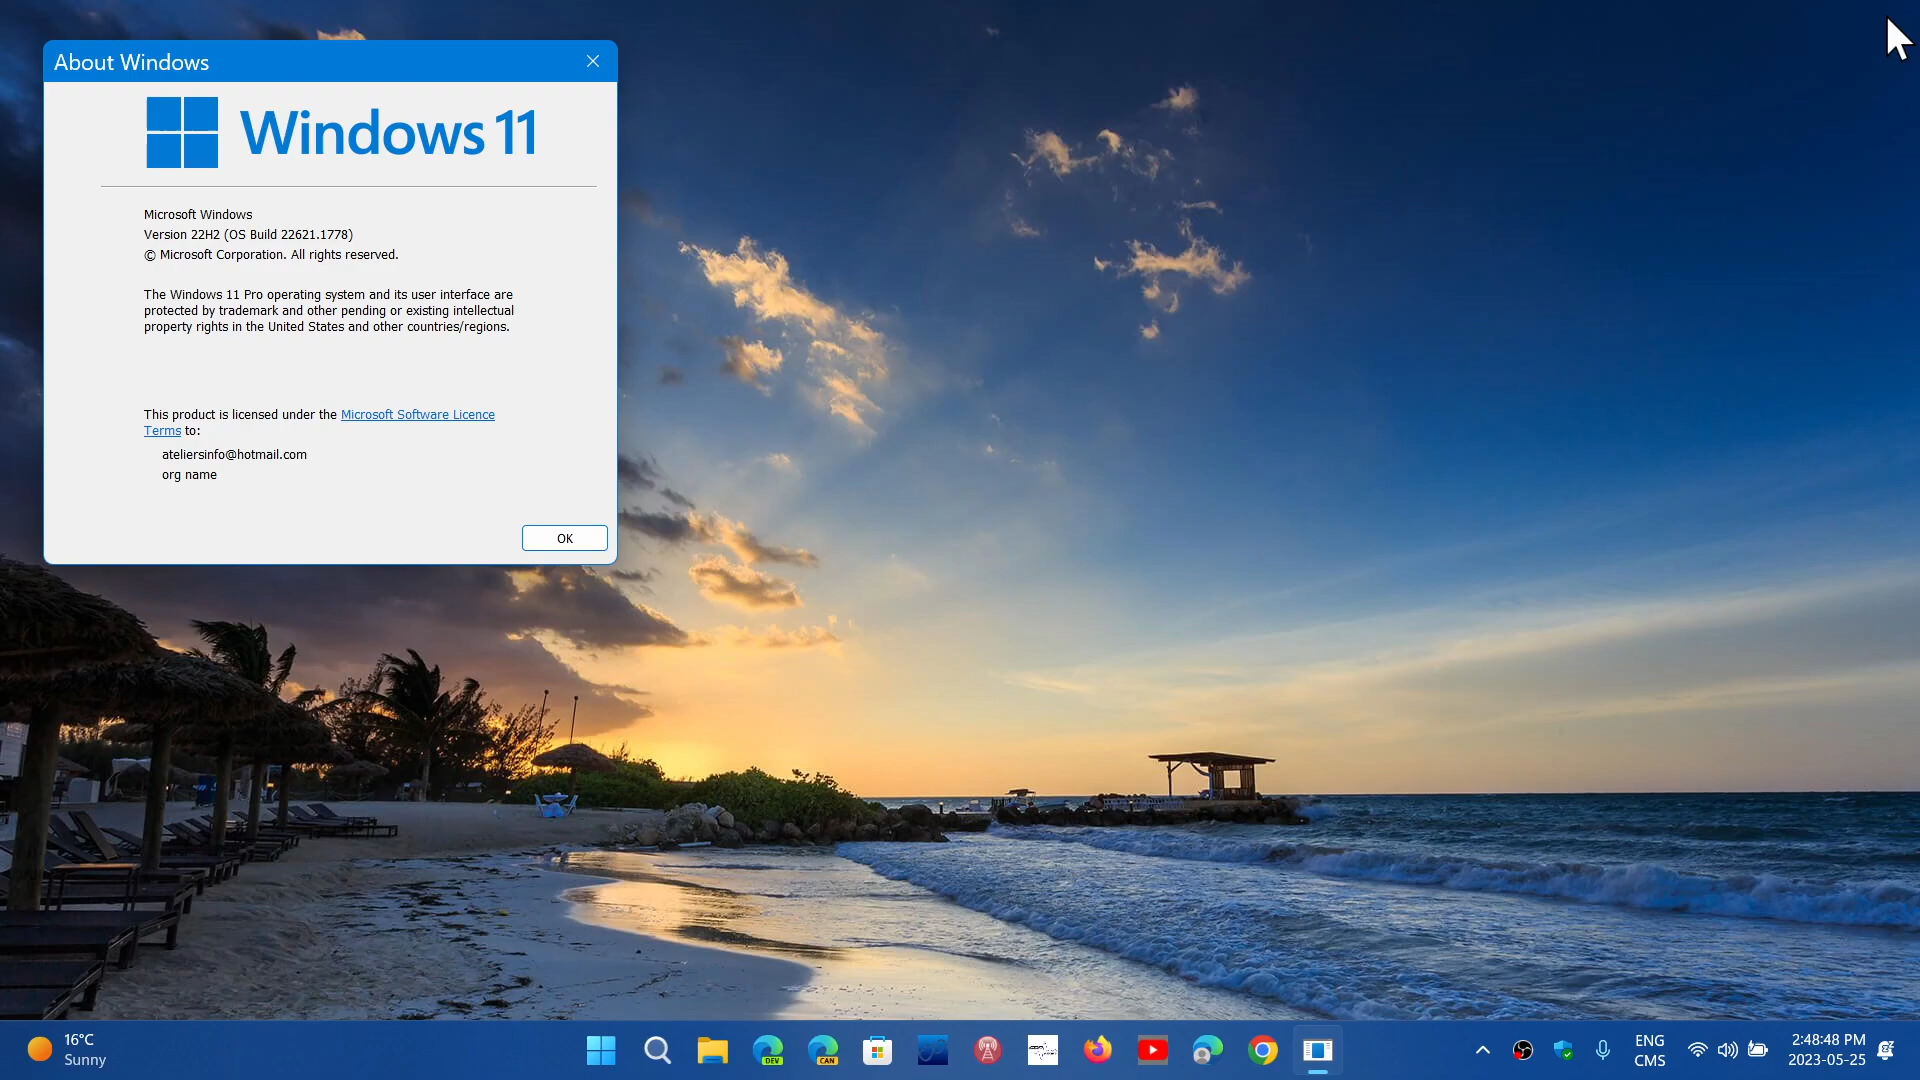 About Windows
Windows 11
Microsoft Windows
Version 22H2 (OS Build 22621.1778)
© Microsoft Corporation. All rights reserved.
The Windows 11 Pro operating system and its user interface are
protected by trademark and other pending or existing intellectual
property rights in the United States and other countries/regions.
This product is licensed under the Microsoft Software Licence
Terms to:
ateliersinfo@hotmail.com
org name
OK
16°C
Sunny
DEV
CAN
ENG
CMS
2:48:48 PM
2023-05-25